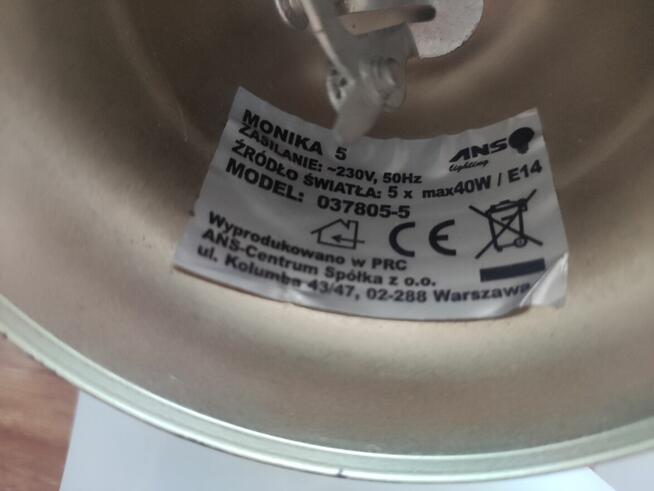 MONIKA 5
ZASILANIE: ~230V, 50Hz
ŹRÓDŁO ŚWIATŁA: 5 x max40W / E14
MODEL: 037805-5
ANS
lighting
CE
Wyprodukowano w PRC
ANS-Centrum Spółka z o.o.
ul. Kolumba 43/47, 02-288 Warszawa